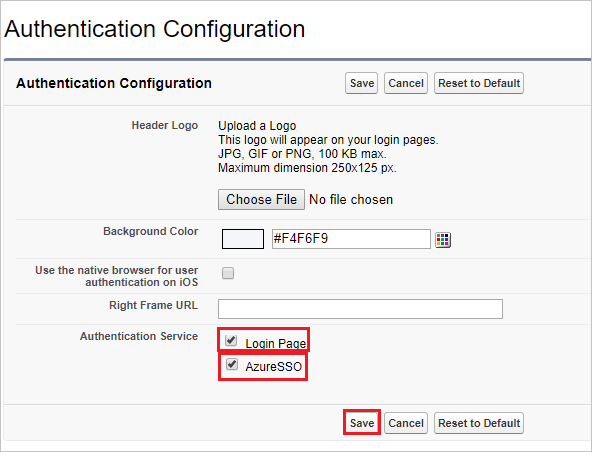 Authentication Configuration
Authentication Configuration Save Cancel Reset to Default
Header Logo Upload a Logo
This logo will appear on your login pages.
JPG, GIF or PNG, 100 KB max.
Maximum dimension 250x125 px.
Choose File No file chosen
Background Color #F4F6F9
Use the native browser for user
authentication on iOS
Right Frame URL
Authentication Service Login Page
AzureSSO
Save Cancel Reset to Default